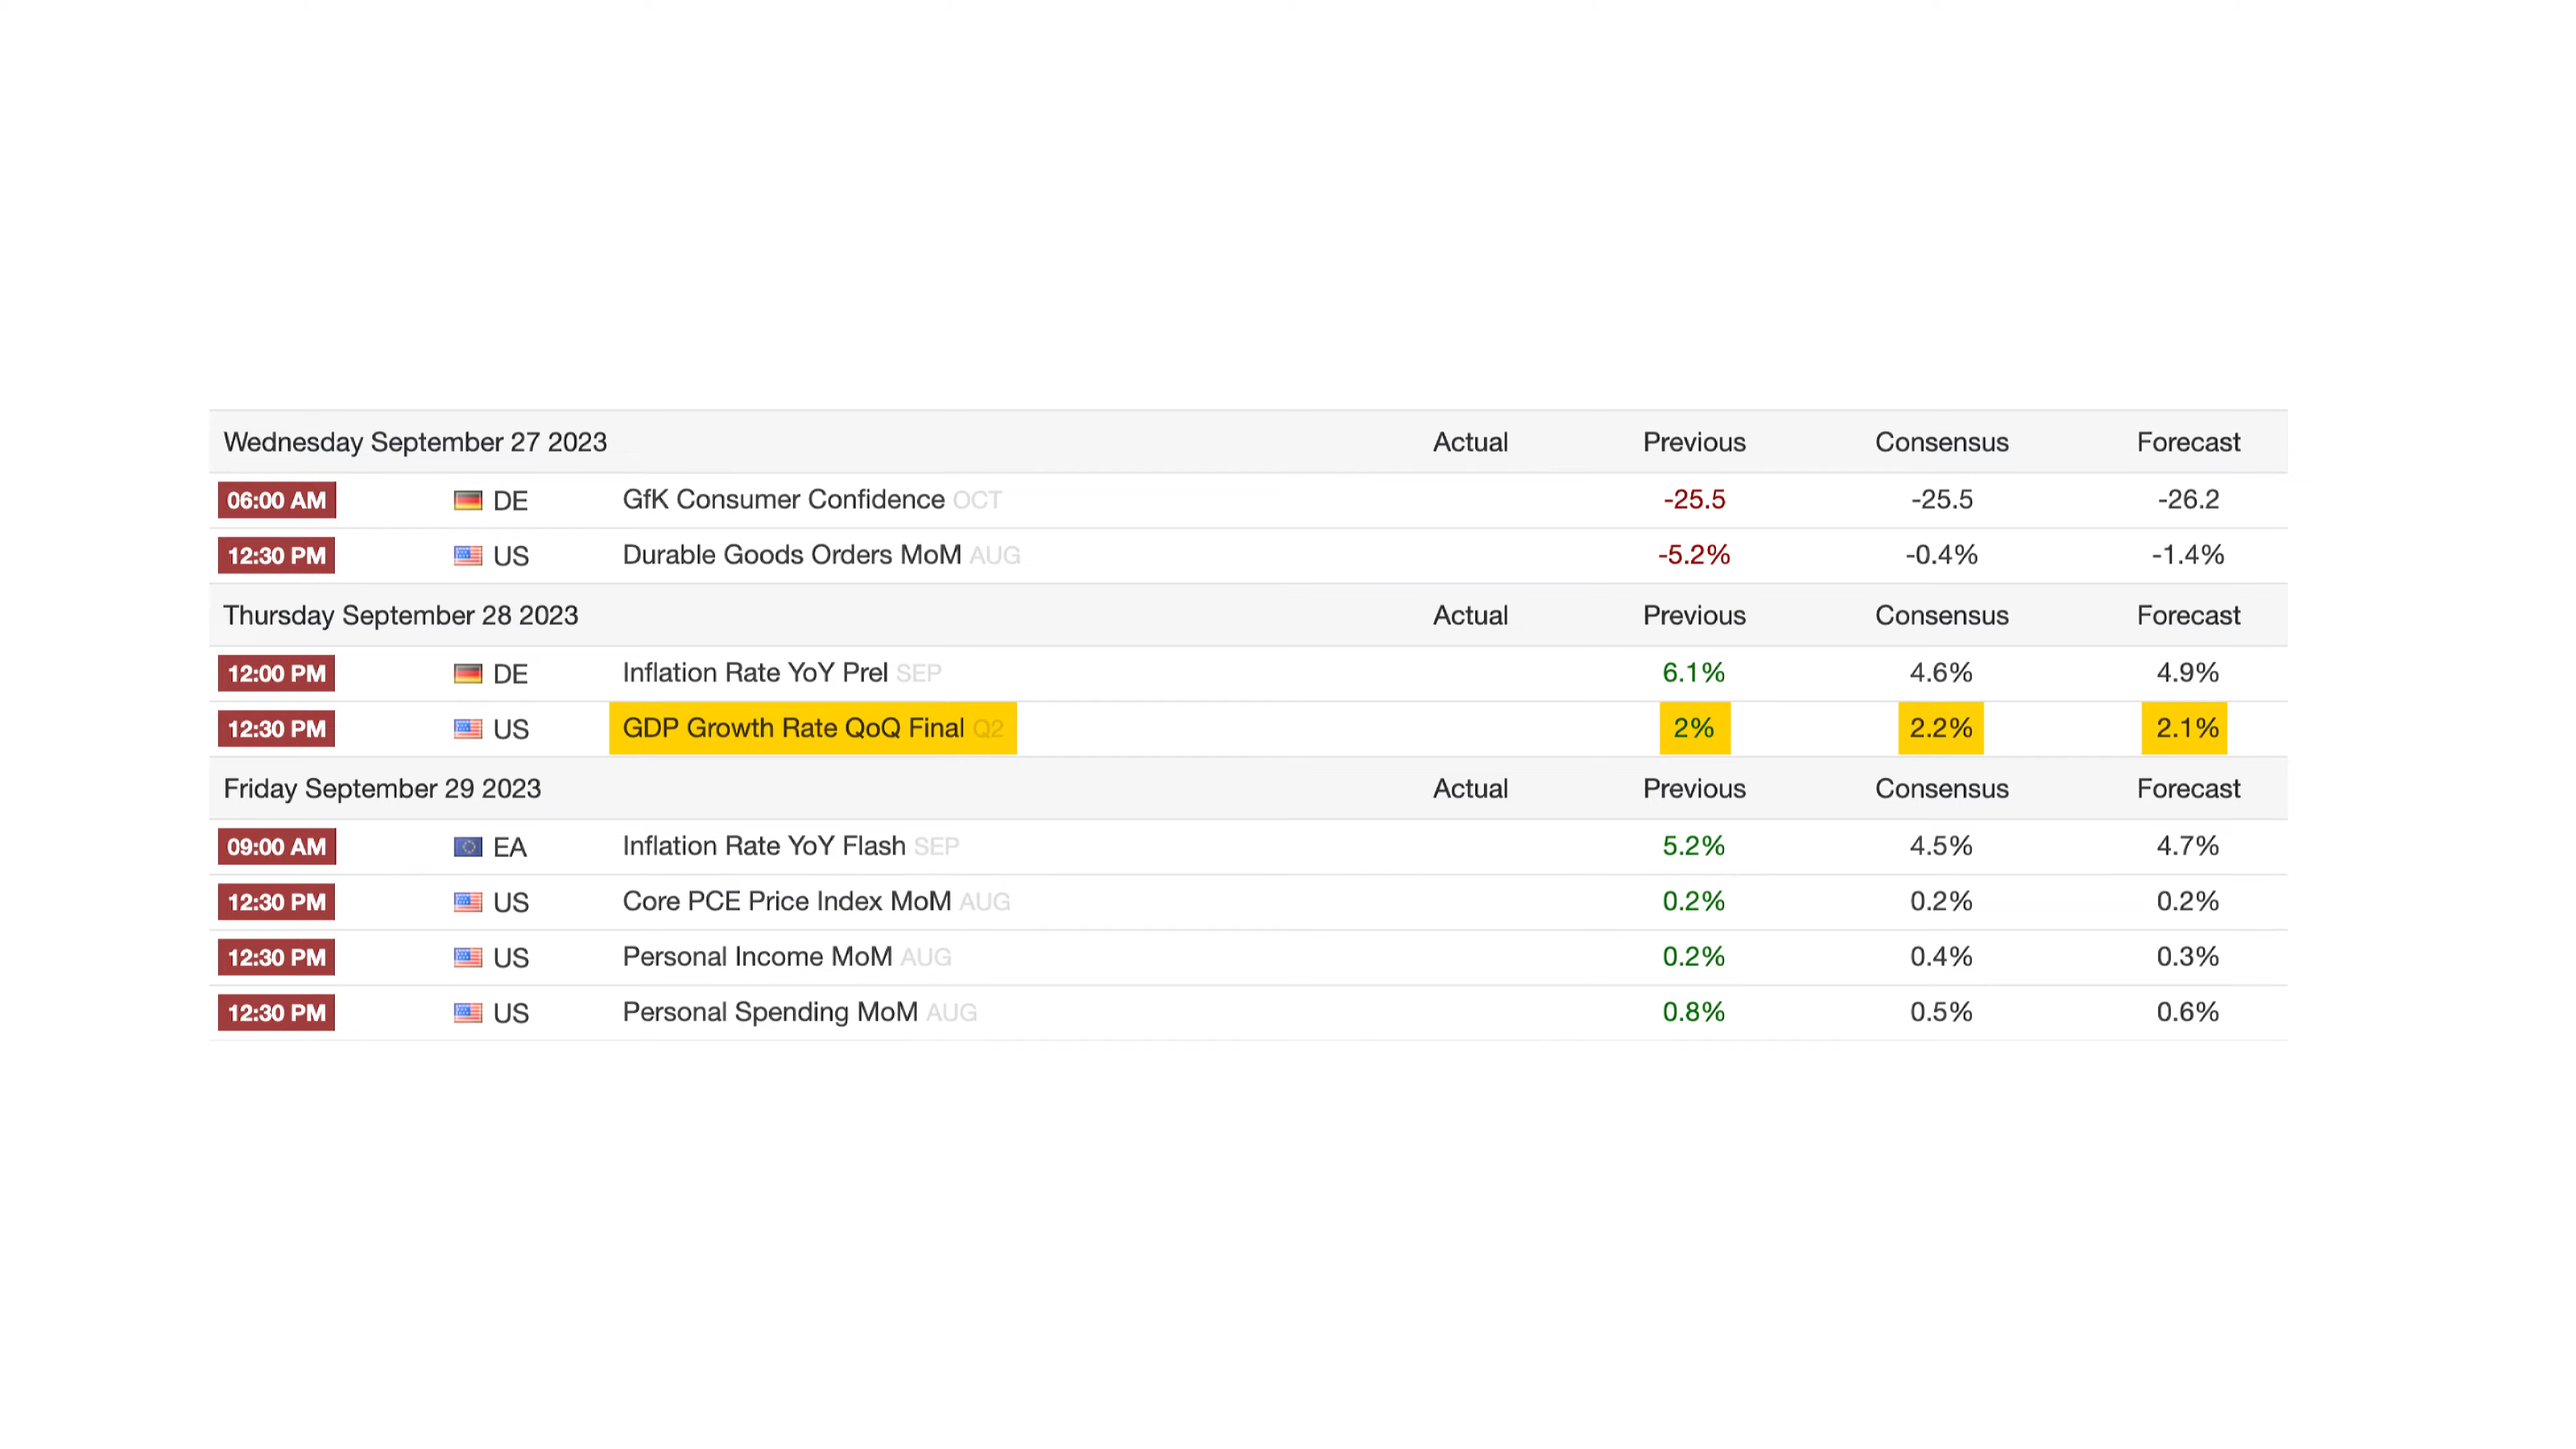 Wednesday September 27 2023 Actual Previous Consensus Forecast
06:00 AM DE GfK Consumer Confidence OCT -25.5 -25.5 -26.2
12:30 PM US Durable Goods Orders MoM AUG -5.2% -0.4% -1.4%
Thursday September 28 2023 Actual Previous Consensus Forecast
12:00 PM DE Inflation Rate YoY Prel SEP 6.1% 4.6% 4.9%
12:30 PM US GDP Growth Rate QoQ Final Q2 2% 2.2% 2.1%
Friday September 29 2023 Actual Previous Consensus Forecast
09:00 AM EA Inflation Rate YoY Flash SEP 5.2% 4.5% 4.7%
12:30 PM US Core PCE Price Index MoM AUG 0.2% 0.2% 0.2%
12:30 PM US Personal Income MoM AUG 0.2% 0.4% 0.3%
12:30 PM US Personal Spending MoM AUG 0.8% 0.5% 0.6%